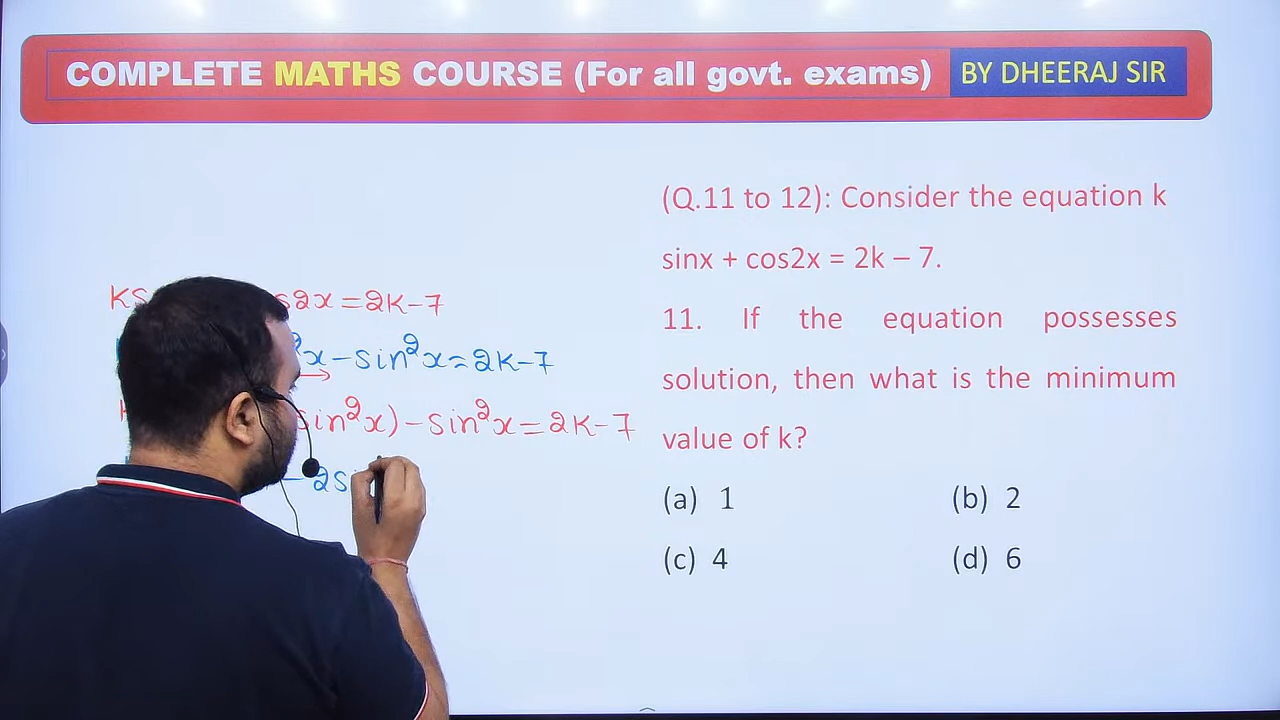 COMPLETE MATHS COURSE (For all govt. exams) BY DHEERAJ SIR
(Q.11 to 12): Consider the equation k
sinx + cos2x = 2k – 7.
11. If the equation possesses
solution, then what is the minimum
value of k?
(a) 1 (b) 2
(c) 4 (d) 6
KS s2x = 2K-7
²x - sin²x = 2K-7
sin²x) - sin²x = 2K-7
- 2s